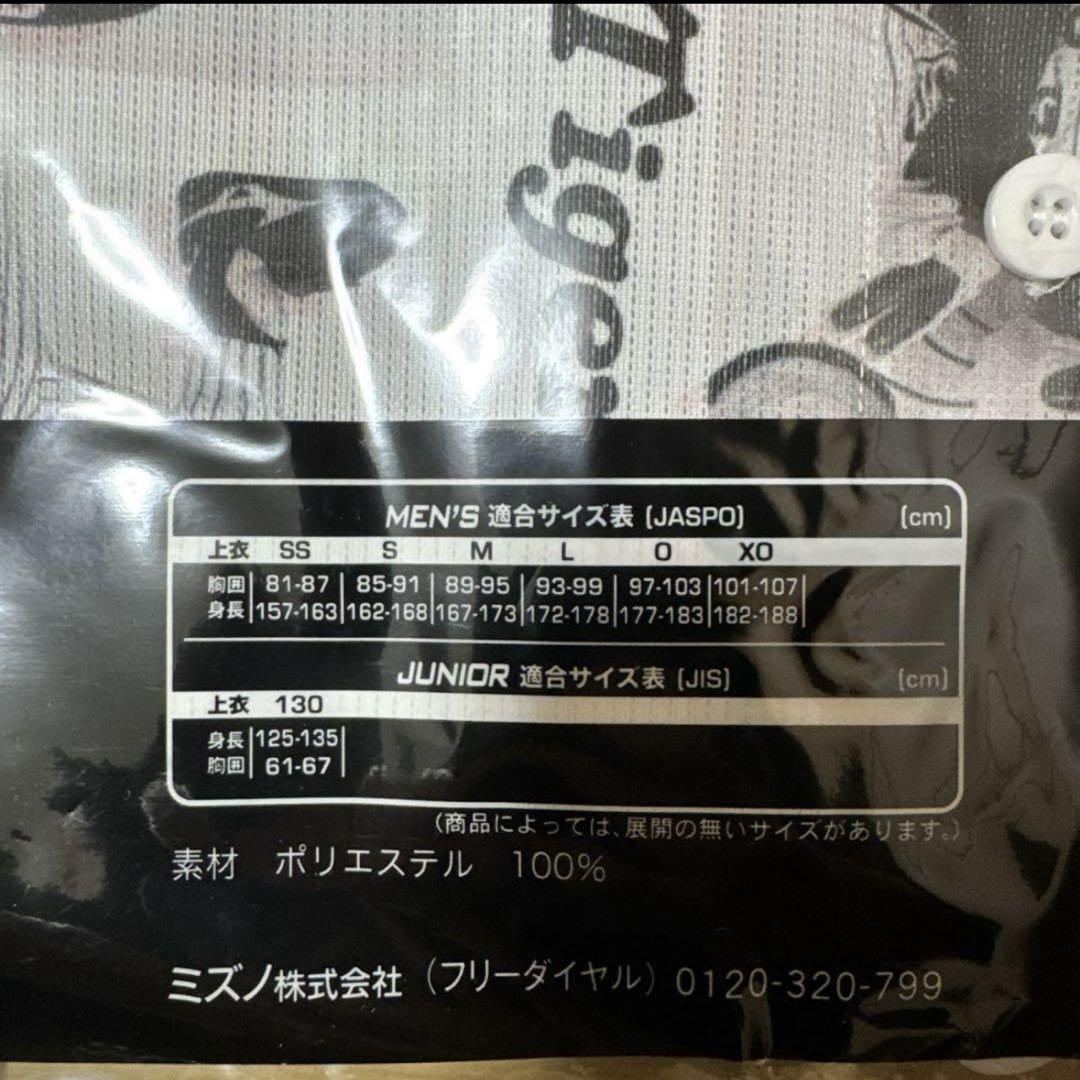 Tige
MEN'S 適合サイズ表 (JASPO) (cm)
上衣 SS S M L O XO
胸囲 81-87 85-91 89-95 93-99 97-103 101-107
身長 157-163 162-168 167-173 172-178 177-183 182-188
JUNIOR 適合サイズ表 (JIS) (cm)
上衣 130
身長 125-135
胸囲 61-67
(商品によっては、展開の無いサイズがあります。)
素材 ポリエステル 100%
ミズノ株式会社 (フリーダイヤル) 0120-320-799